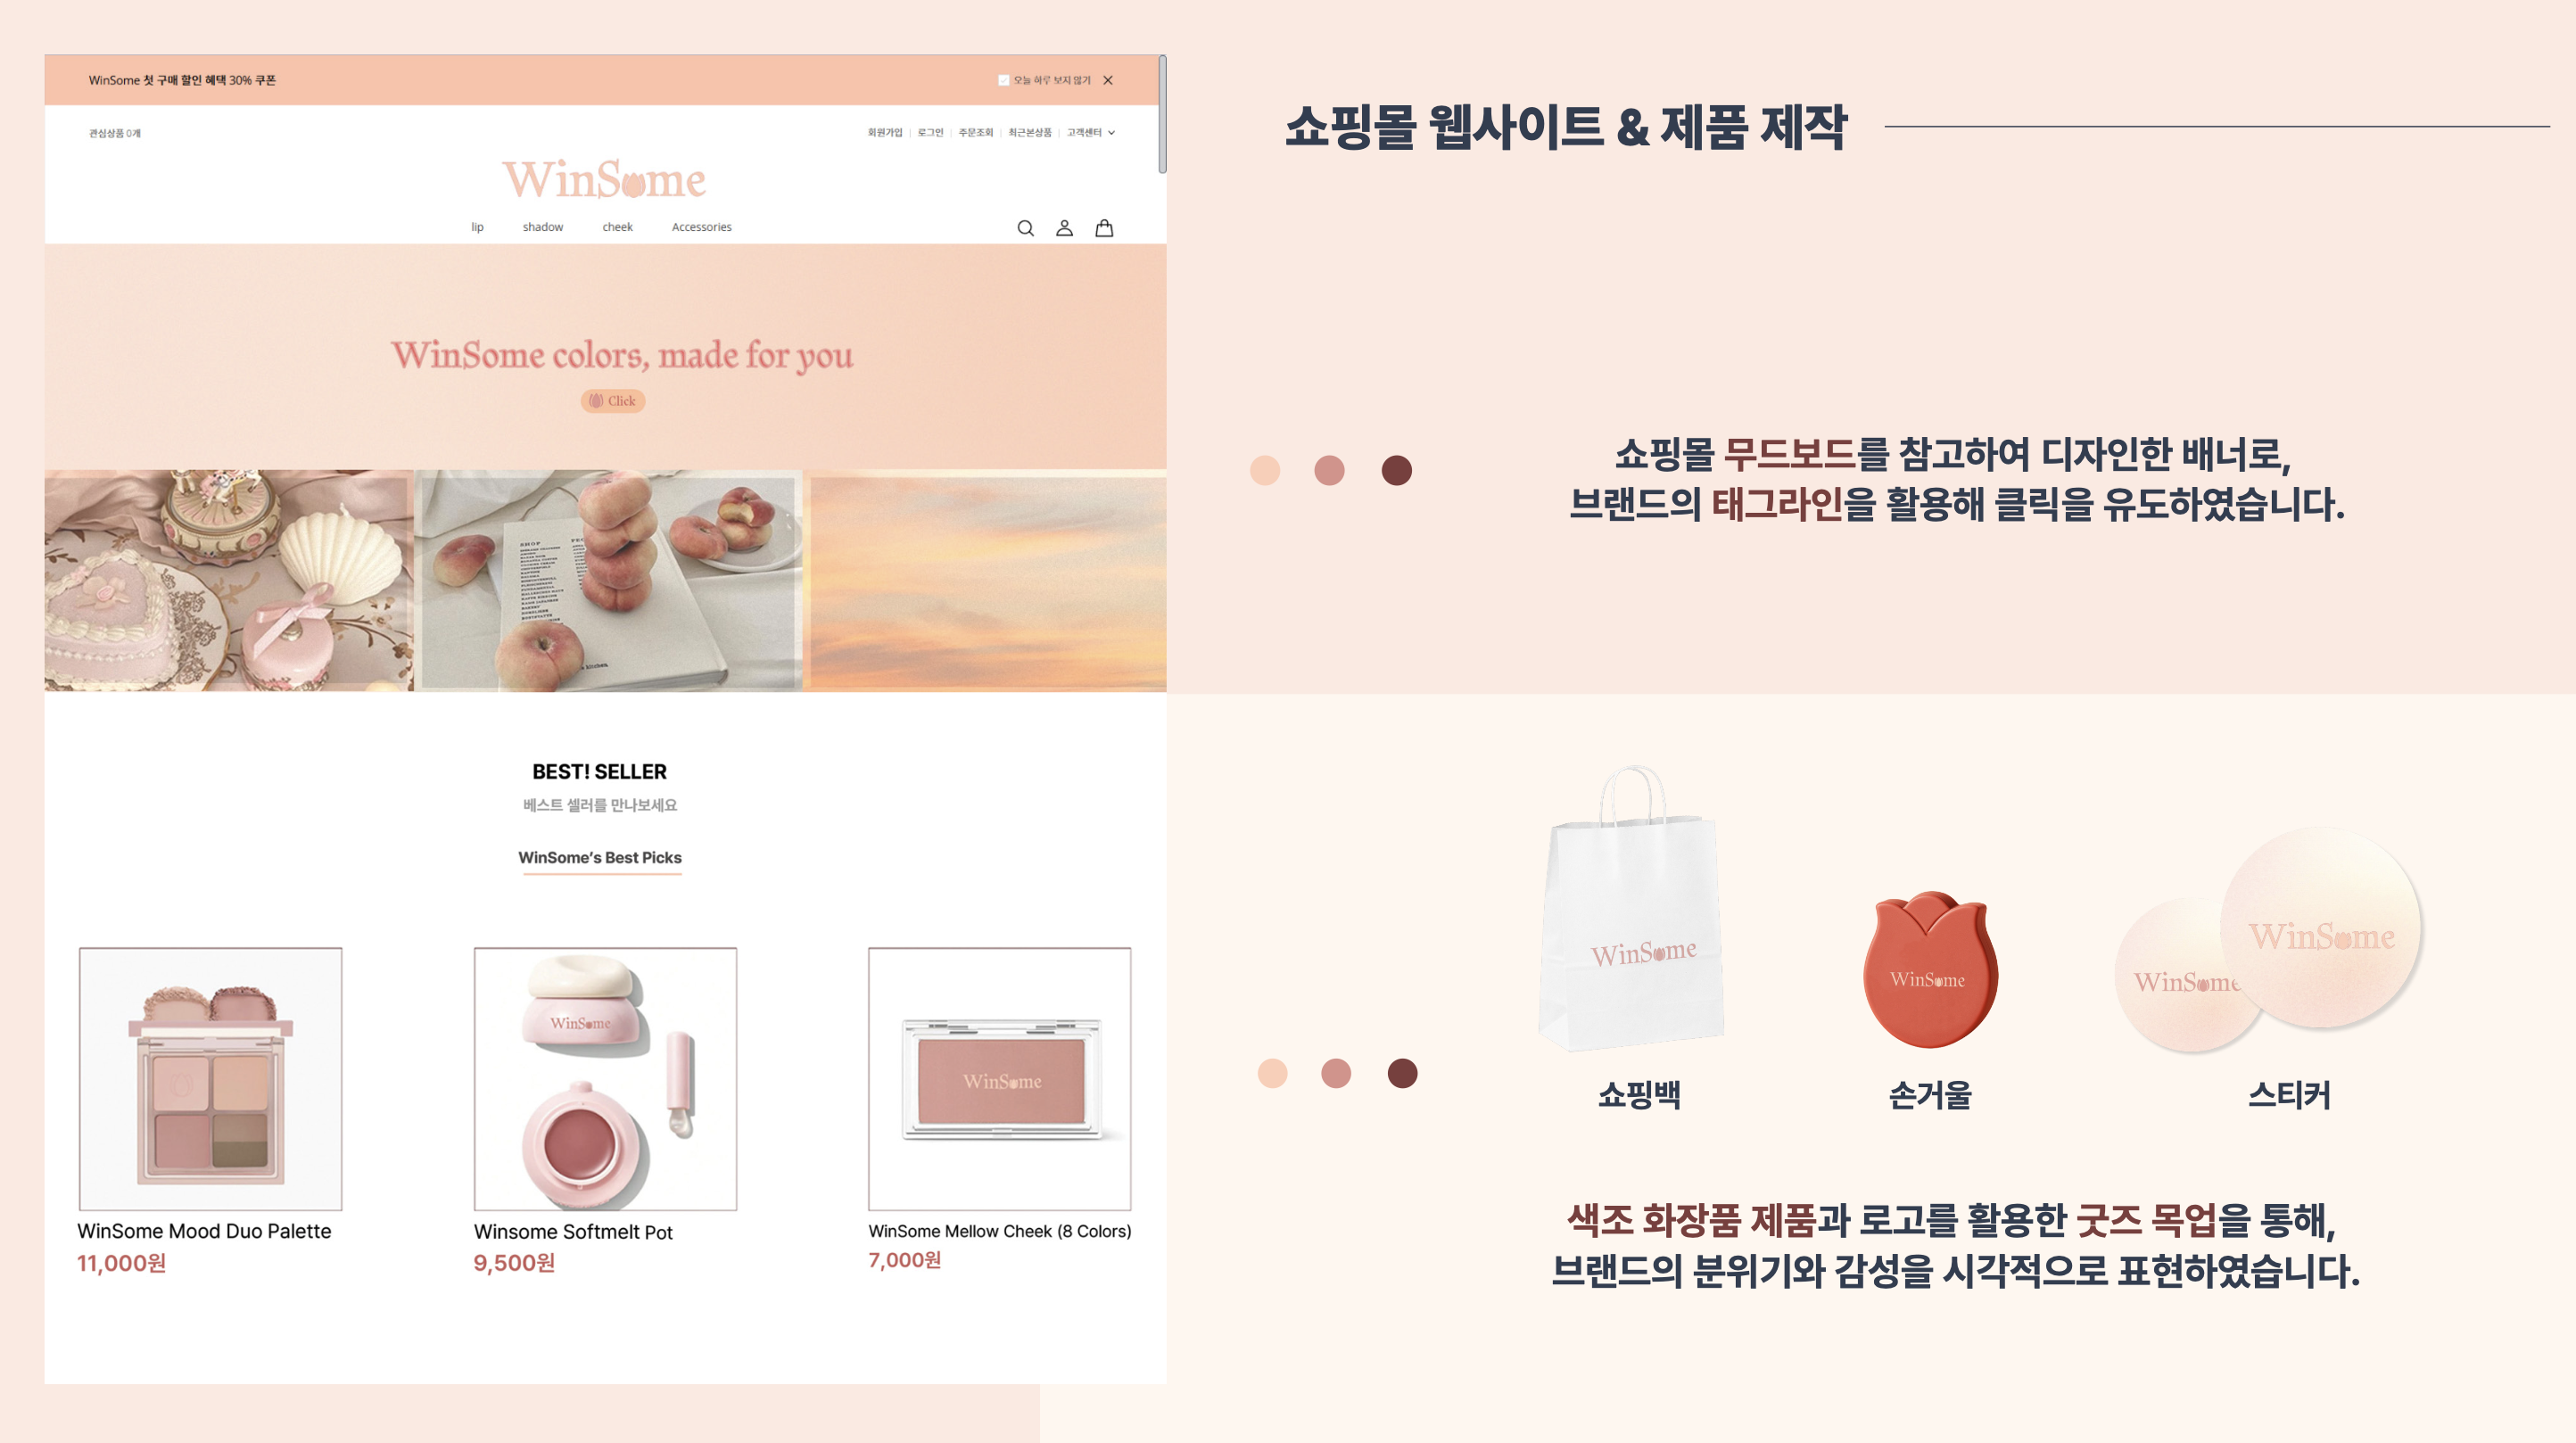 WinSome 첫 구매 할인 혜택 30% 쿠폰
오늘 하루 보지 않기
관심상품 0개
회원가입 | 로그인 | 주문조회 | 최근본상품 | 고객센터
WinSome
lip shadow cheek Accessories
WinSome colors, made for you
Click
SHOP
BEST! SELLER
베스트 셀러를 만나보세요
WinSome's Best Picks
WinSome
WinSome
WinSome Mood Duo Palette
11,000원
Winsome Softmelt Pot
9,500원
WinSome Mellow Cheek (8 Colors)
7,000원
쇼핑몰 웹사이트 & 제품 제작
쇼핑몰 무드보드를 참고하여 디자인한 배너로,
브랜드의 태그라인을 활용해 클릭을 유도하였습니다.
WinSome
WinSome
WinSome
WinSome
쇼핑백
손거울
스티커
색조 화장품 제품과 로고를 활용한 굿즈 목업을 통해,
브랜드의 분위기와 감성을 시각적으로 표현하였습니다.